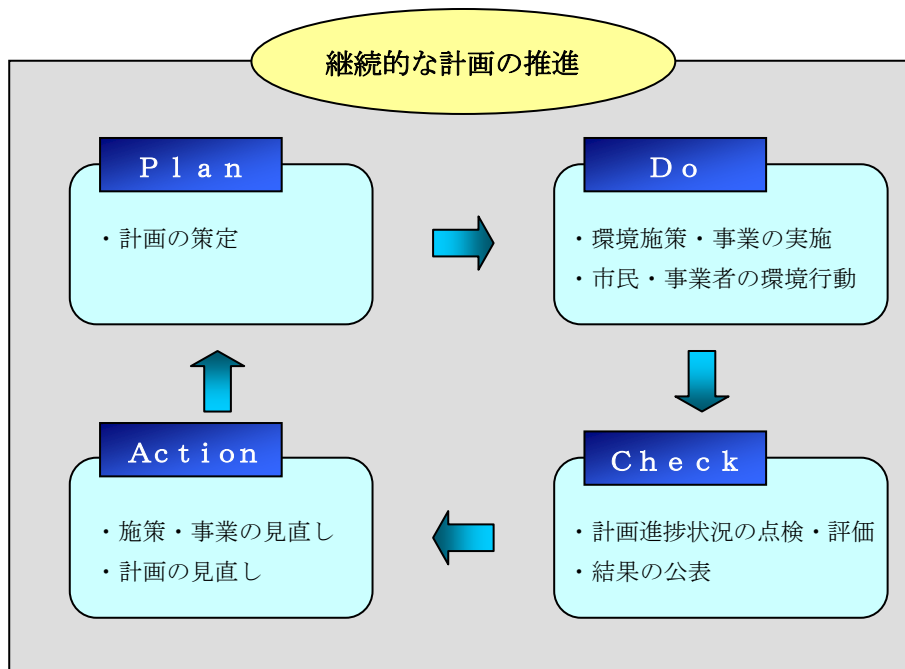 継続的な計画の推進
Ｐｌａｎ
・計画の策定
Ｄｏ
・環境施策・事業の実施
・市民・事業者の環境行動
Ａｃｔｉｏｎ
・施策・事業の見直し
・計画の見直し
Ｃｈｅｃｋ
・計画進捗状況の点検・評価
・結果の公表